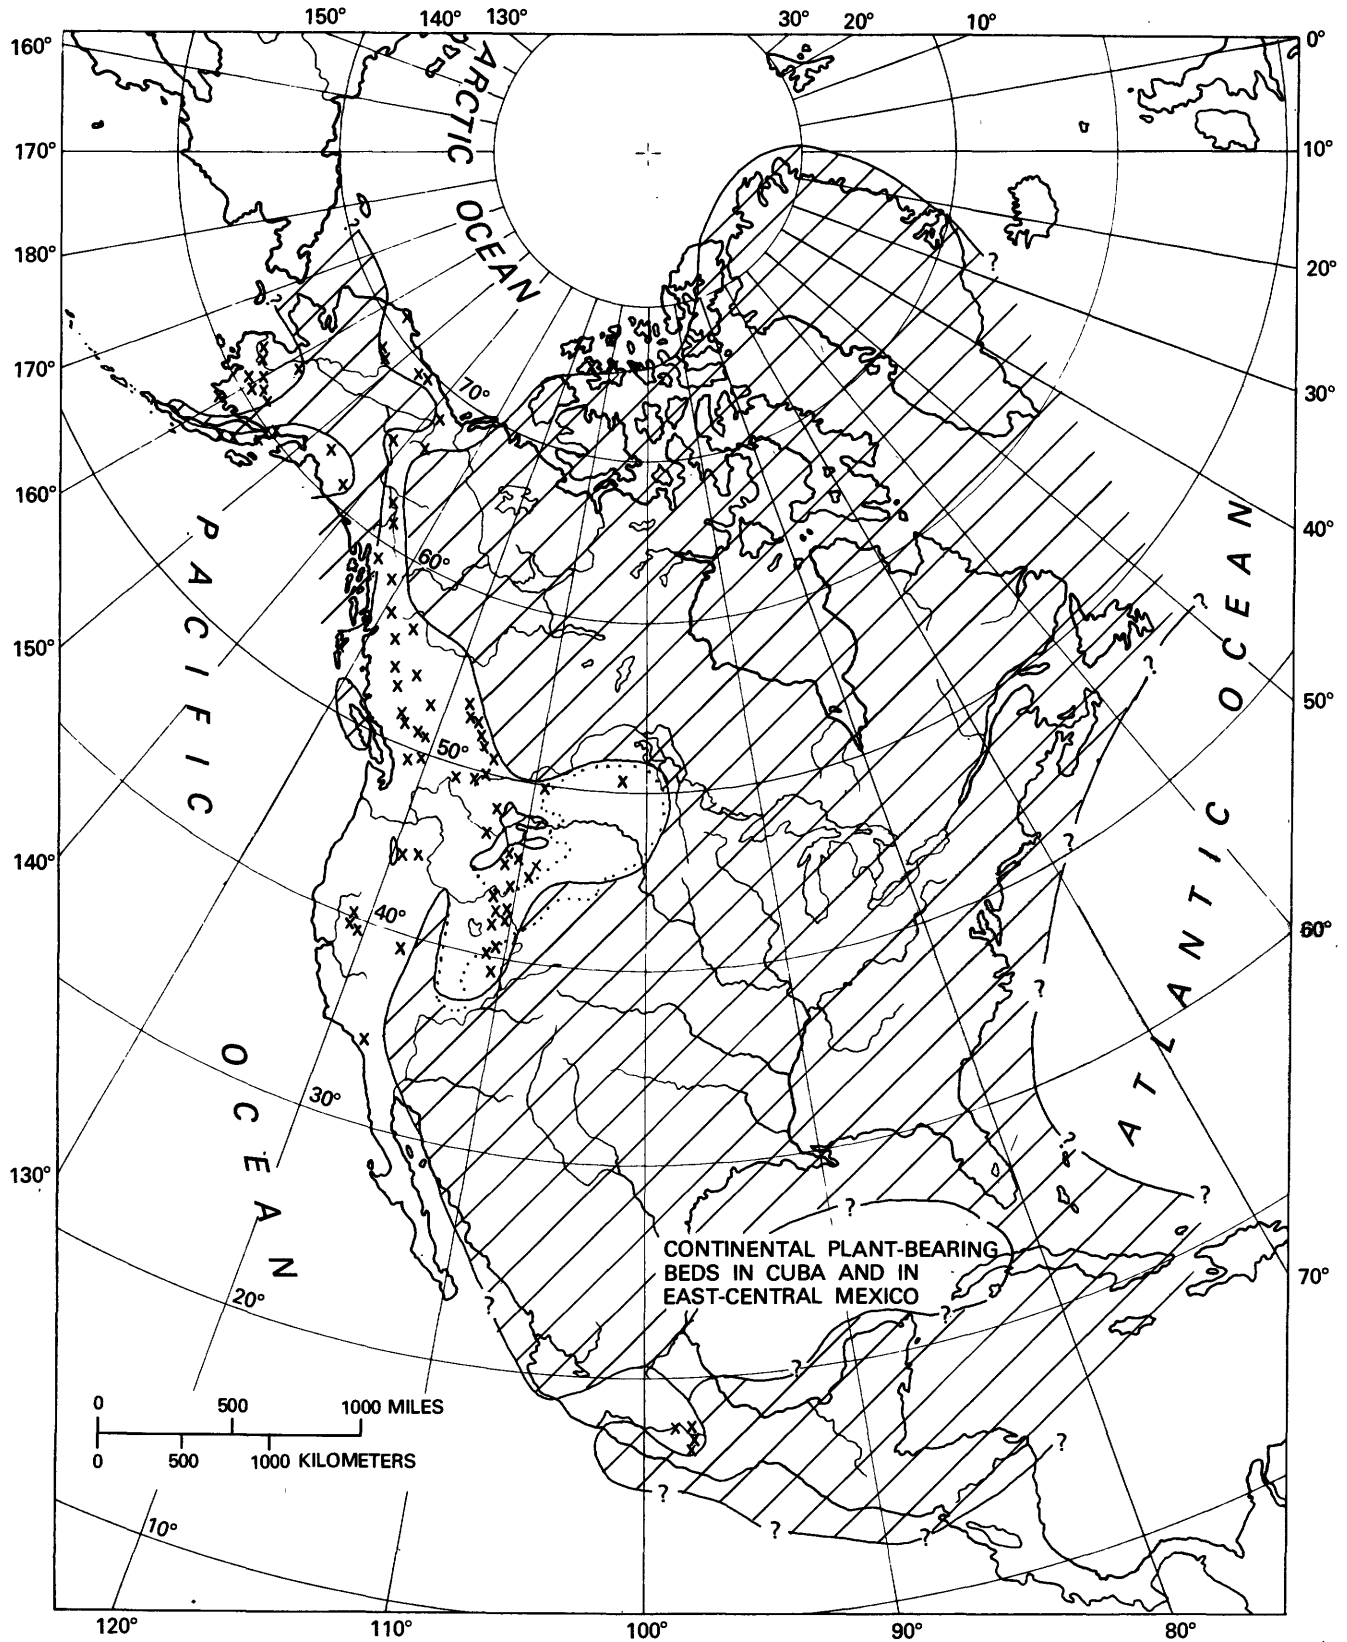 150° 140° 130° 30° 20° 10°
160° 0°
ARCTIC
170° 10°
OCEAN
180° 20°
?
?
?
170° 30°
70°
160° 40°
PACIFIC
60°
ATLANTIC OCEAN
?
150° 50°
?
50°
140° 60°
?
40°
?
OCEAN
30°
?
130° ?
?
CONTINENTAL PLANT-BEARING
BEDS IN CUBA AND IN
EAST-CENTRAL MEXICO
70°
20°
?
?
?
0 500 1000 MILES
0 500 1000 KILOMETERS
?
?
?
?
10°
120° 110° 100° 90° 80°